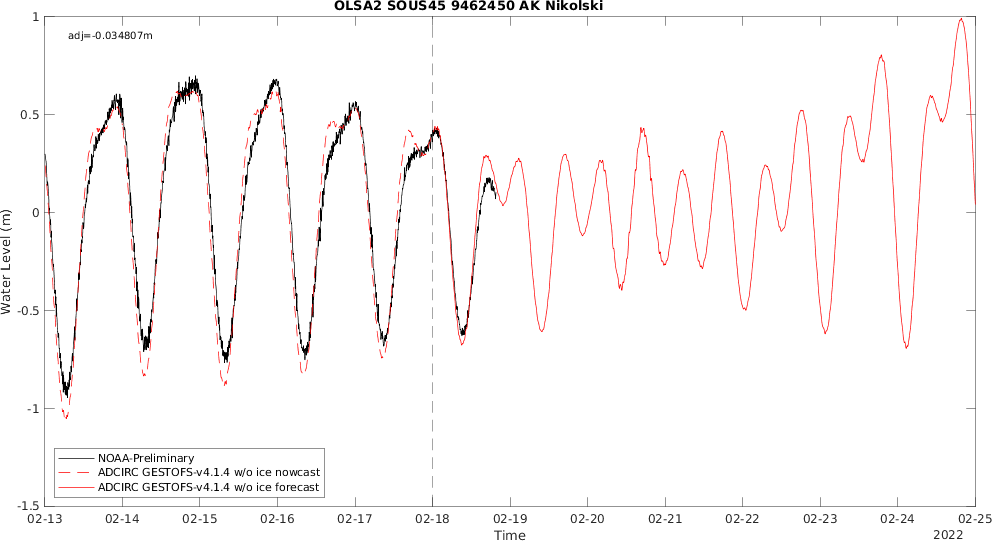 OLSA2 SOUS45 9462450 AK Nikolski
adj=-0.034807m
1
0.5
0
-0.5
-1
-1.5
Water Level (m)
NOAA-Preliminary
ADCIRC GESTOFS-v4.1.4 w/o ice nowcast
ADCIRC GESTOFS-v4.1.4 w/o ice forecast
02-13 02-14 02-15 02-16 02-17 02-18 02-19 02-20 02-21 02-22 02-23 02-24 02-25
Time
2022